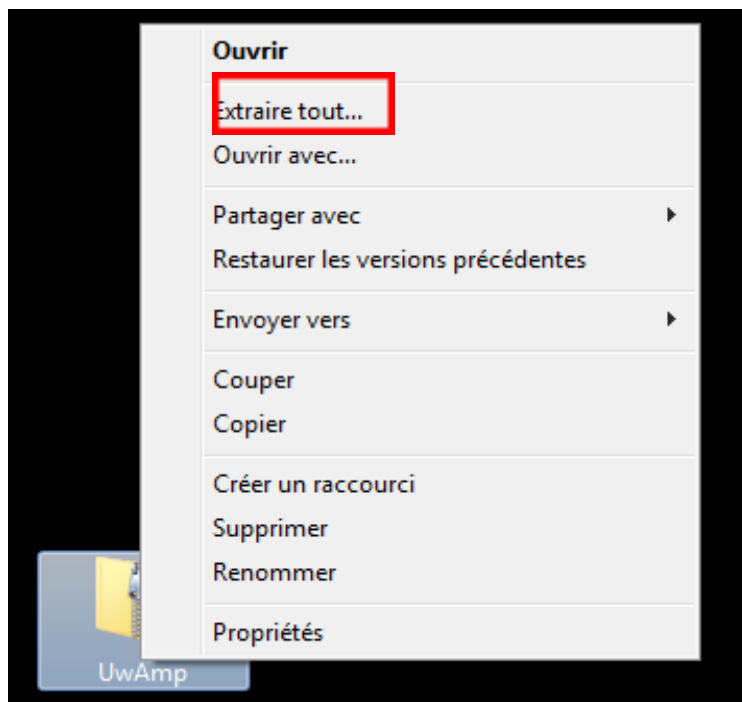 Ouvrir
Extraire tout...
Ouvrir avec...
Partager avec
Restaurer les versions précédentes
Envoyer vers
Couper
Copier
Créer un raccourci
Supprimer
Renommer
Propriétés
UwAmp